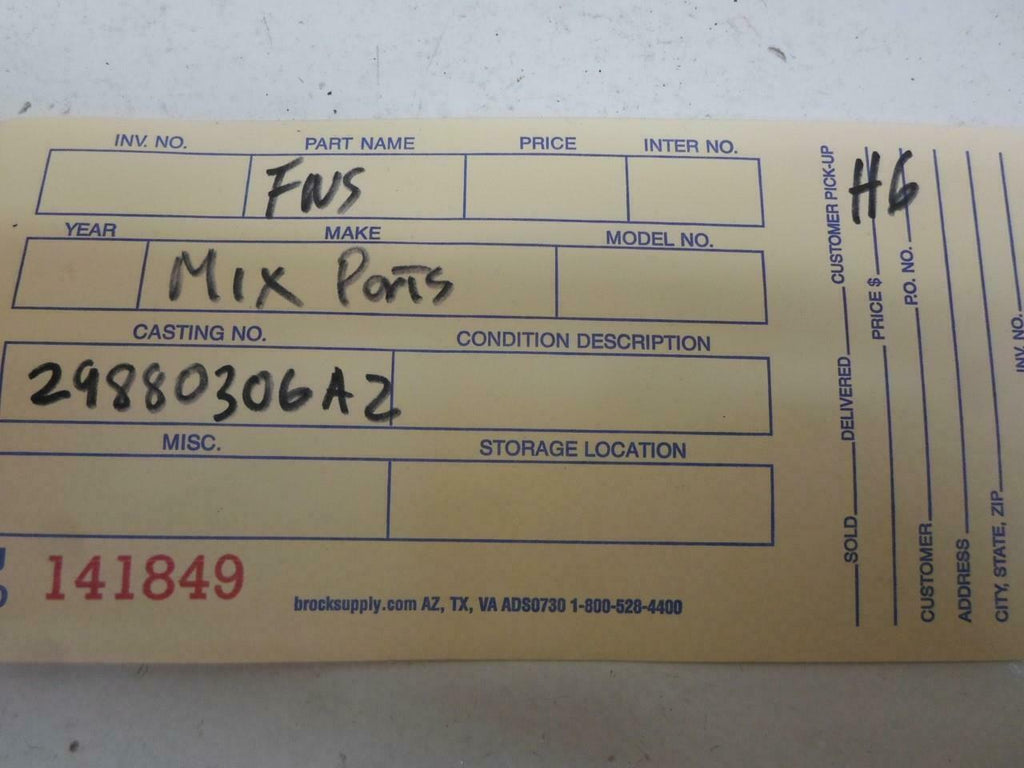 INV. NO. PART NAME PRICE INTER NO.
FNS
YEAR MAKE MODEL NO.
MIX PORTS
CASTING NO. CONDITION DESCRIPTION
29880306AZ
MISC. STORAGE LOCATION
141849
brocksupply.com AZ, TX, VA ADS0730 1-800-528-4400
H6
SOLD DELIVERED CUSTOMER PICK-UP
PRICE $
CUSTOMER P.O. NO.
ADDRESS
CITY, STATE, ZIP INV. NO.